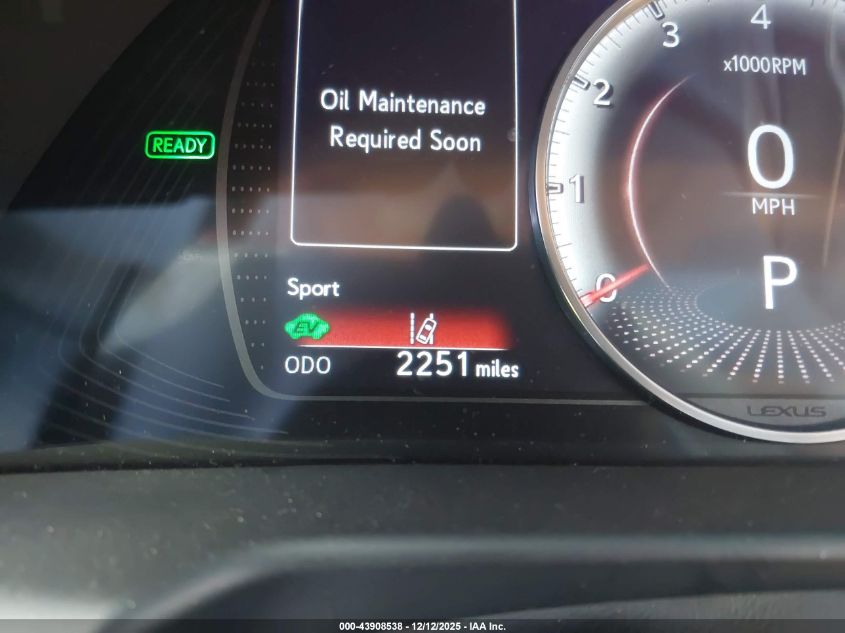 4
3
x1000RPM
2
Oil Maintenance
Required Soon
READY
0
1
MPH
P
0
Sport
EV
ODO 2251 miles
LEXUS
000-43908538 - 12/12/2025 - IAA Inc.